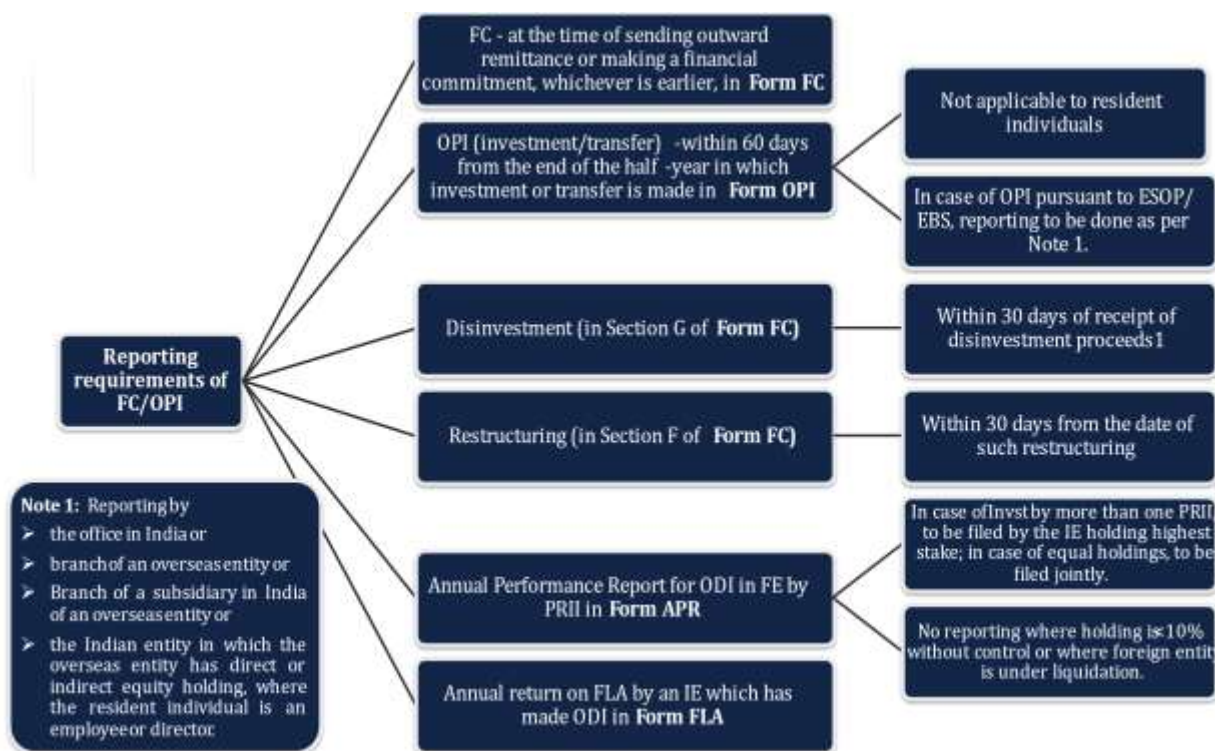 Reporting
requirements of
FC/OPI
FC - at the time of sending outward
remittance or making a financial
commitment, whichever is earlier, in Form FC
OPI (investment/transfer) -within 60 days
from the end of the half -year in which
investment or transfer is made in Form OPI
Not applicable to resident
individuals
In case of OPI pursuant to ESOP/
EBS, reporting to be done as per
Note 1.
Disinvestment (in Section G of Form FC)
Within 30 days of receipt of
disinvestment proceeds1
Restructuring (in Section F of Form FC)
Within 30 days from the date of
such restructuring
Annual Performance Report for ODI in FE by
PRII in Form APR
In case ofInvst by more than one PRII,
to be filed by the IE holding highest
stake; in case of equal holdings, to be
filed jointly.
No reporting where holding is<10%
without control or where foreign entity
is under liquidation.
Annual return on FLA by an IE which has
made ODI in Form FLA
Note 1: Reporting by
➢ the office in India or
➢ branch of an overseas entity or
➢ Branch of a subsidiary in India
of an overseas entity or
➢ the Indian entity in which the
overseas entity has direct or
indirect equity holding, where
the resident individual is an
employee or director.